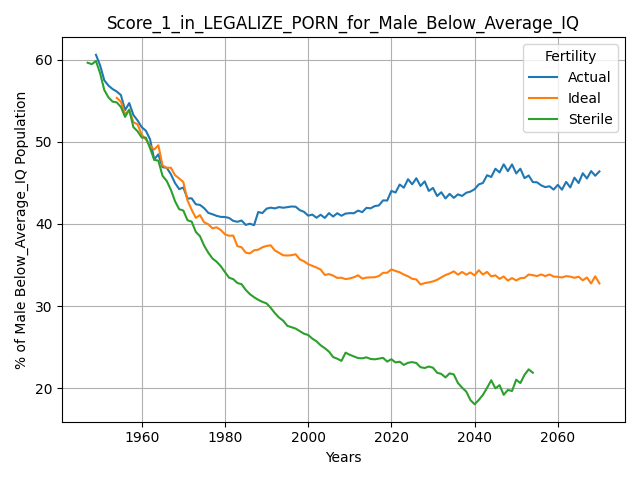 Score_1_in_LEGALIZE_PORN_for_Male_Below_Average_IQ
% of Male Below_Average_IQ Population
60
50
40
30
20
Fertility
Actual
Ideal
Sterile
1960 1980 2000 2020 2040 2060
Years